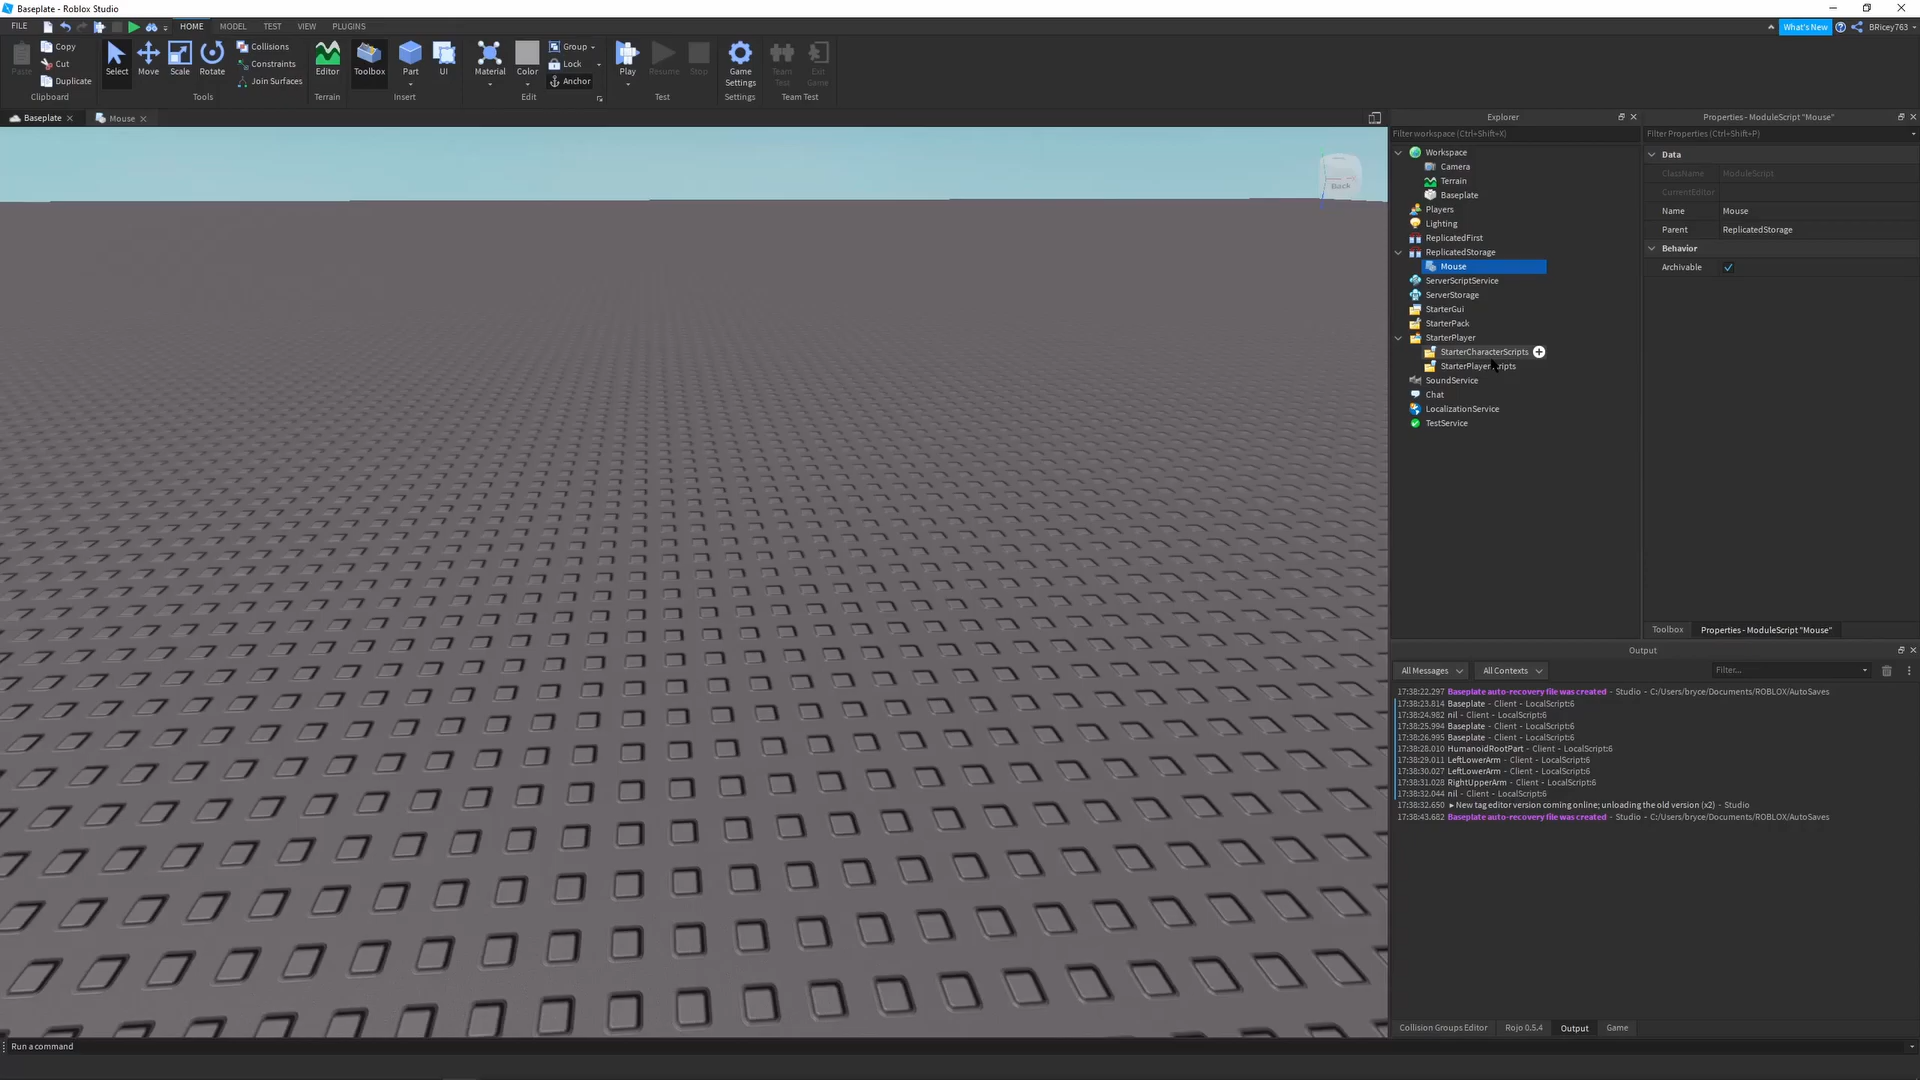 Baseplate - Roblox Studio
FILE HOME MODEL TEST VIEW PLUGINS What's New BRicey763
Paste Copy Cut Duplicate
Clipboard
Select Move Scale Rotate Collisions Constraints Join Surfaces
Tools
Editor
Terrain
Toolbox Part UI
Insert
Material Color Group Lock Anchor
Edit
Play Resume Stop
Test
Game Settings
Settings
Team Test Exit Game
Team Test
Baseplate Mouse
Back
Explorer
Filter workspace (Ctrl+Shift+X)
Workspace
Camera
Terrain
Baseplate
Players
Lighting
ReplicatedFirst
ReplicatedStorage
Mouse
ServerScriptService
ServerStorage
StarterGui
StarterPack
StarterPlayer
StarterCharacterScripts
StarterPlayerScripts
SoundService
Chat
LocalizationService
TestService
Properties - ModuleScript "Mouse"
Filter Properties (Ctrl+Shift+P)
Data
ClassName ModuleScript
CurrentEditor
Name Mouse
Parent ReplicatedStorage
Behavior
Archivable
Toolbox Properties - ModuleScript "Mouse"
Output
All Messages All Contexts Filter...
17:38:22.297 Baseplate auto-recovery file was created - Studio - C:/Users/bryce/Documents/ROBLOX/AutoSaves
17:38:23.814 Baseplate - Client - LocalScript:6
17:38:24.982 nil - Client - LocalScript:6
17:38:25.994 Baseplate - Client - LocalScript:6
17:38:26.995 Baseplate - Client - LocalScript:6
17:38:28.010 HumanoidRootPart - Client - LocalScript:6
17:38:29.011 LeftLowerArm - Client - LocalScript:6
17:38:30.027 LeftLowerArm - Client - LocalScript:6
17:38:31.028 RightUpperArm - Client - LocalScript:6
17:38:32.044 nil - Client - LocalScript:6
17:38:32.650 ▸ New tag editor version coming online; unloading the old version (x2) - Studio
17:38:43.682 Baseplate auto-recovery file was created - Studio - C:/Users/bryce/Documents/ROBLOX/AutoSaves
Collision Groups Editor Rojo 0.5.4 Output Game
Run a command